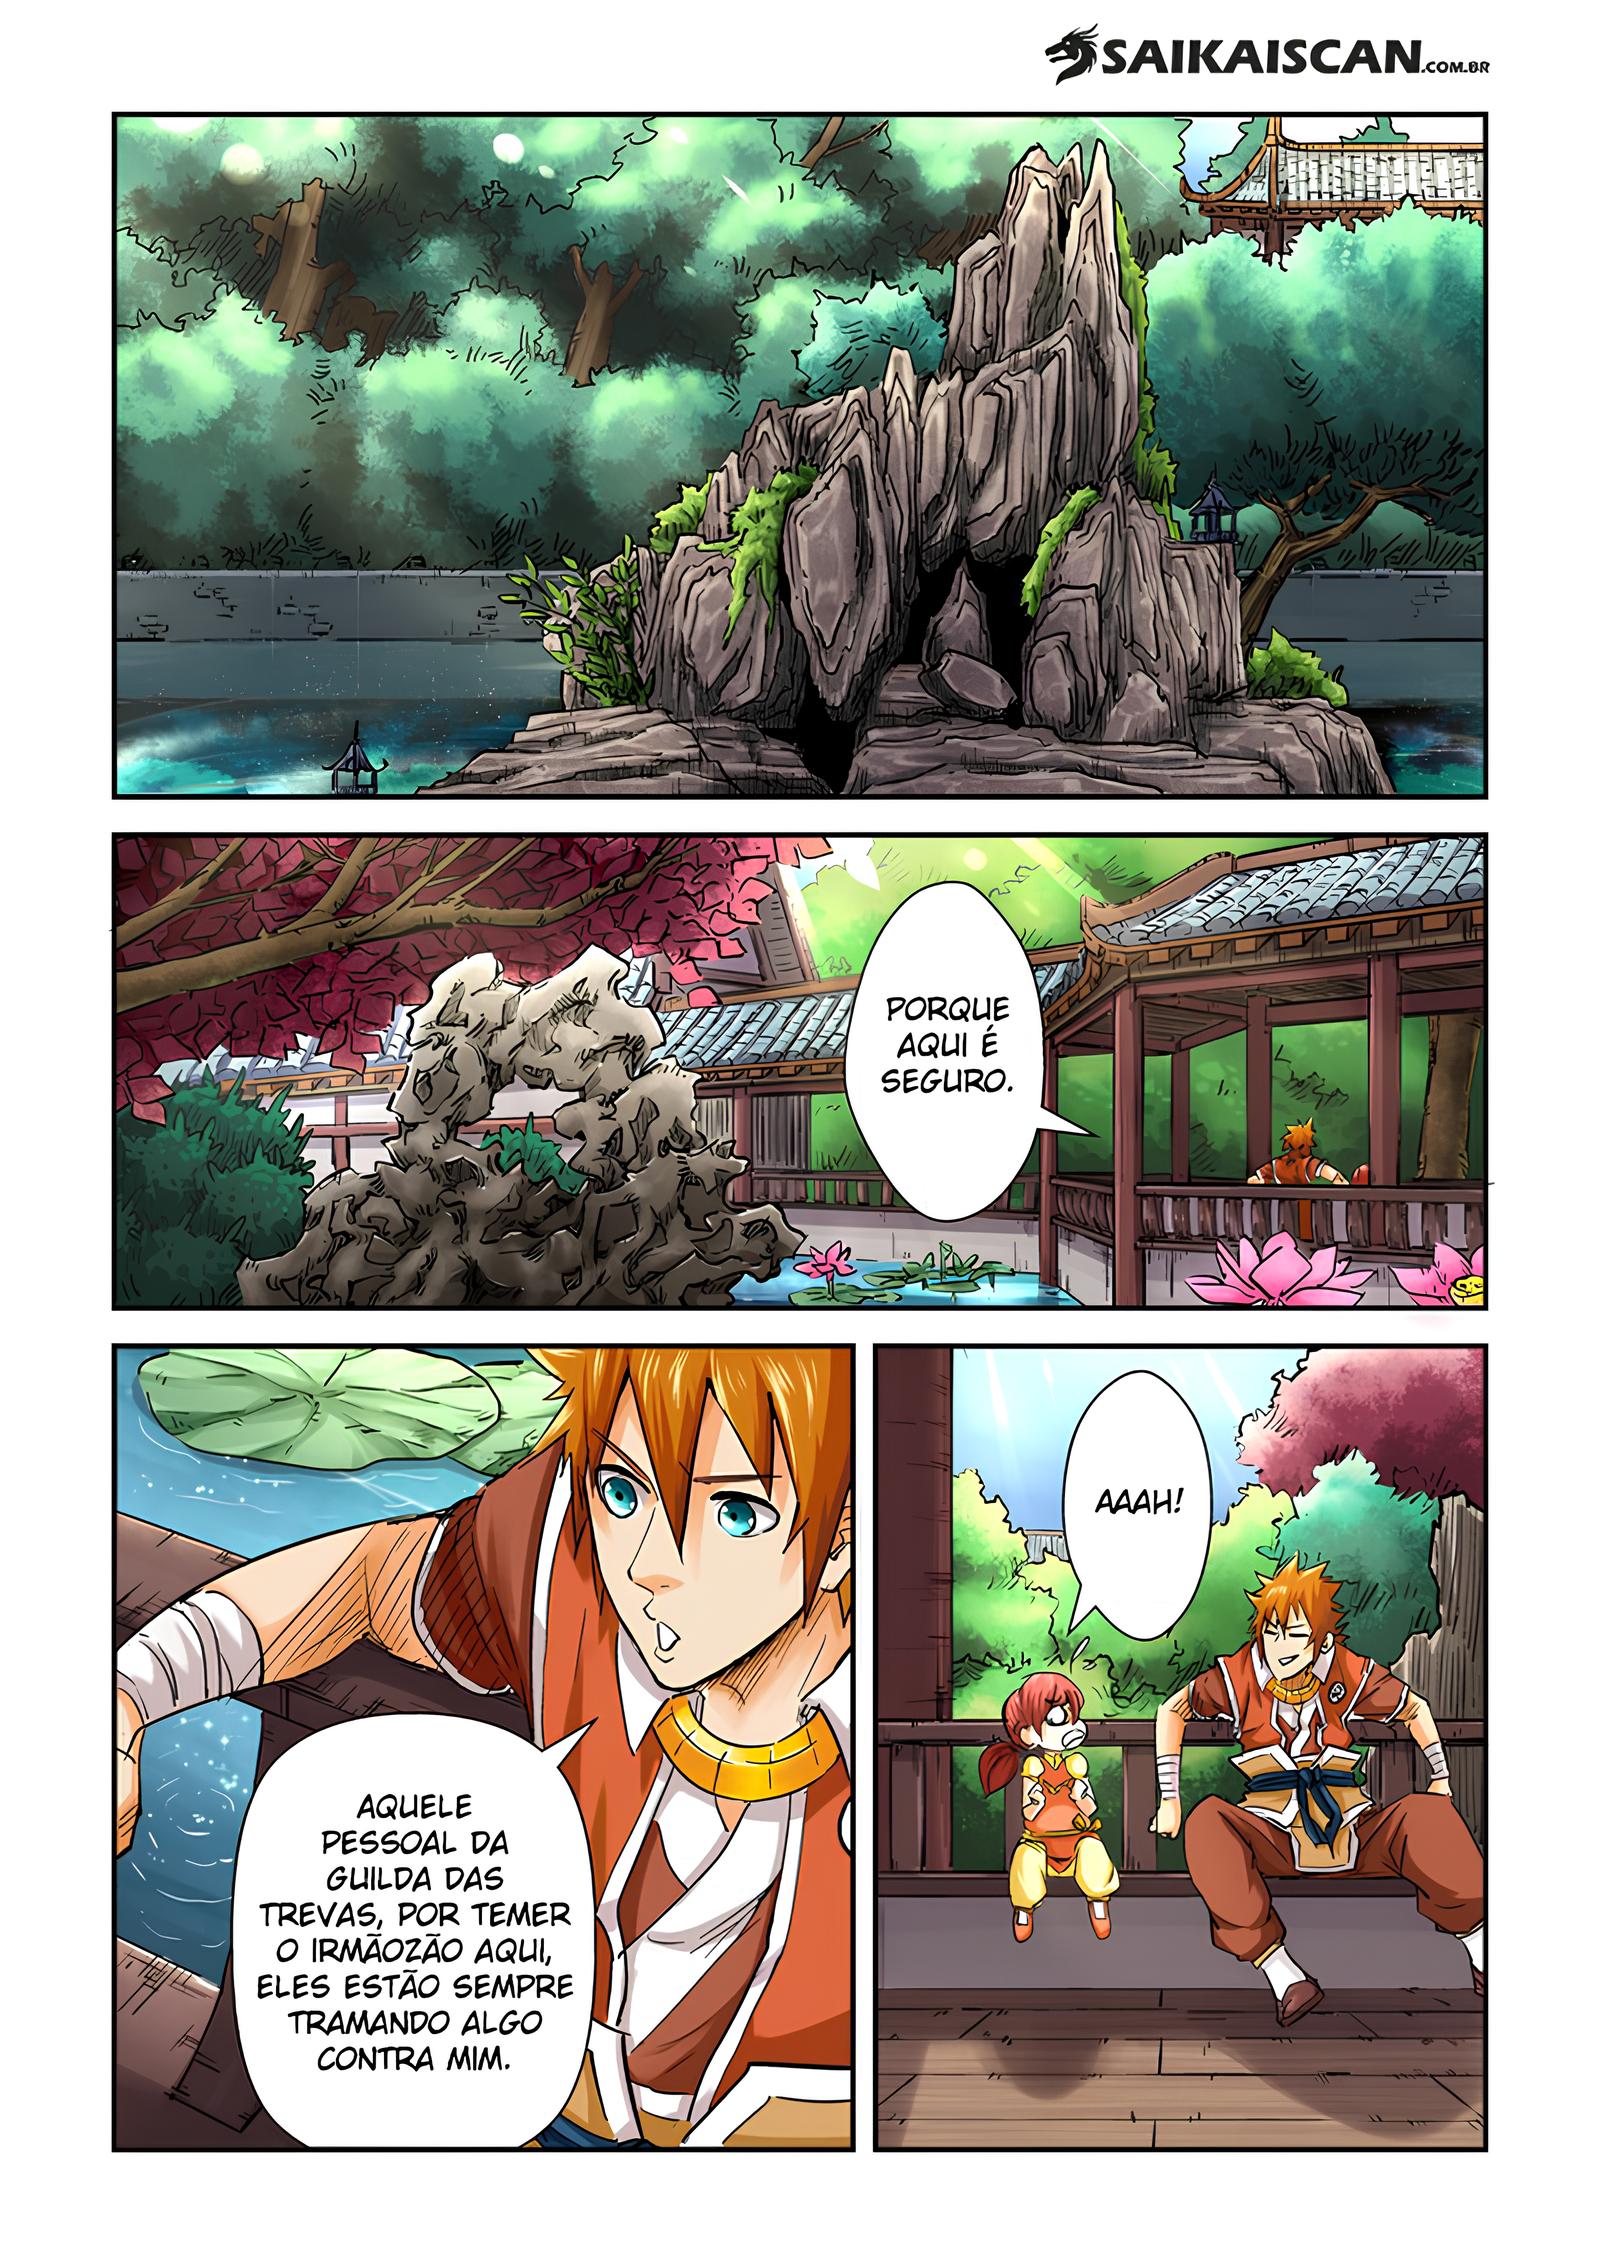 SAIKAISCAN.COM.BR
PORQUE
AQUI É
SEGURO.
AQUELE
PESSOAL DA
GUILDA DAS
TREVAS, POR TEMER
O IRMÃOZÃO AQUI,
ELES ESTÃO SEMPRE
TRAMANDO ALGO
CONTRA MIM.
AAAH!